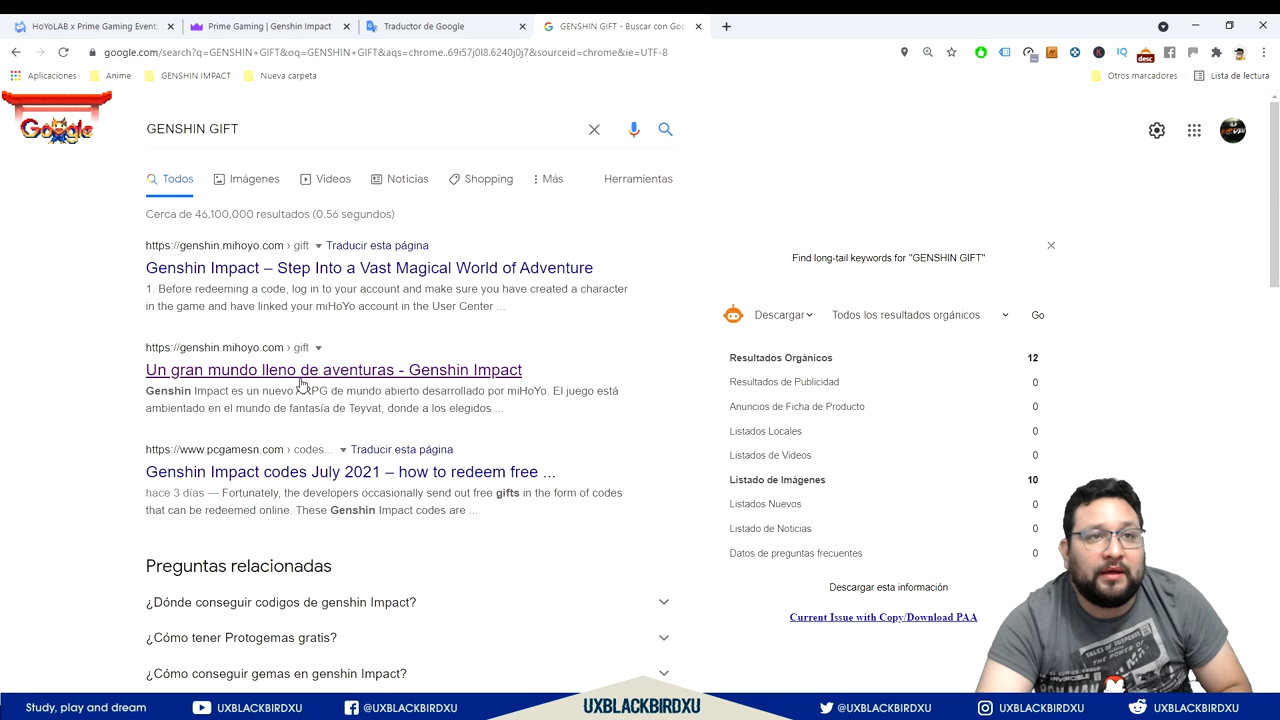 HoYoLAB x Prime Gaming Event
Prime Gaming | Genshin Impact
Traductor de Google
GENSHIN GIFT - Buscar con Goo
google.com/search?q=GENSHIN+GIFT&oq=GENSHIN+GIFT&aqs=chrome..69i57j0l8.6240j0j7&sourceid=chrome&ie=UTF-8
Aplicaciones
Anime
GENSHIN IMPACT
Nueva carpeta
Otros marcadores
Lista de lectura
desc
Google
GENSHIN GIFT
Todos
Imágenes
Videos
Noticias
Shopping
Más
Herramientas
Cerca de 46,100,000 resultados (0.56 segundos)
https://genshin.mihoyo.com › gift Traducir esta página
Genshin Impact – Step Into a Vast Magical World of Adventure
1. Before redeeming a code, log in to your account and make sure you have created a character
in the game and have linked your miHoYo account in the User Center ...
https://genshin.mihoyo.com › gift
Un gran mundo lleno de aventuras - Genshin Impact
Genshin Impact es un nuevo RPG de mundo abierto desarrollado por miHoYo. El juego está
ambientado en el mundo de fantasía de Teyvat, donde a los elegidos ...
https://www.pcgamesn.com › codes... Traducir esta página
Genshin Impact codes July 2021 – how to redeem free ...
hace 3 días — Fortunately, the developers occasionally send out free gifts in the form of codes
that can be redeemed online. These Genshin Impact codes are ...
Preguntas relacionadas
¿Dónde conseguir codigos de genshin Impact?
¿Cómo tener Protogemas gratis?
¿Cómo conseguir gemas en genshin Impact?
Find long-tail keywords for "GENSHIN GIFT"
Descargar
Todos los resultados orgánicos
Go
Resultados Orgánicos 12
Resultados de Publicidad 0
Anuncios de Ficha de Producto 0
Listados Locales 0
Listados de Videos 0
Listado de Imágenes 10
Listados Nuevos 0
Listado de Noticias 0
Datos de preguntas frecuentes 0
Descargar esta información
Current Issue with Copy/Download PAA
TALES OF SUSPENSE
THE POWER OF
INVINCIBLE
Study, play and dream
UXBLACKBIRDXU
@UXBLACKBIRDXU
UXBLACKBIRDXU
@UXBLACKBIRDXU
UXBLACKBIRDXU
UXBLACKBIRDXU